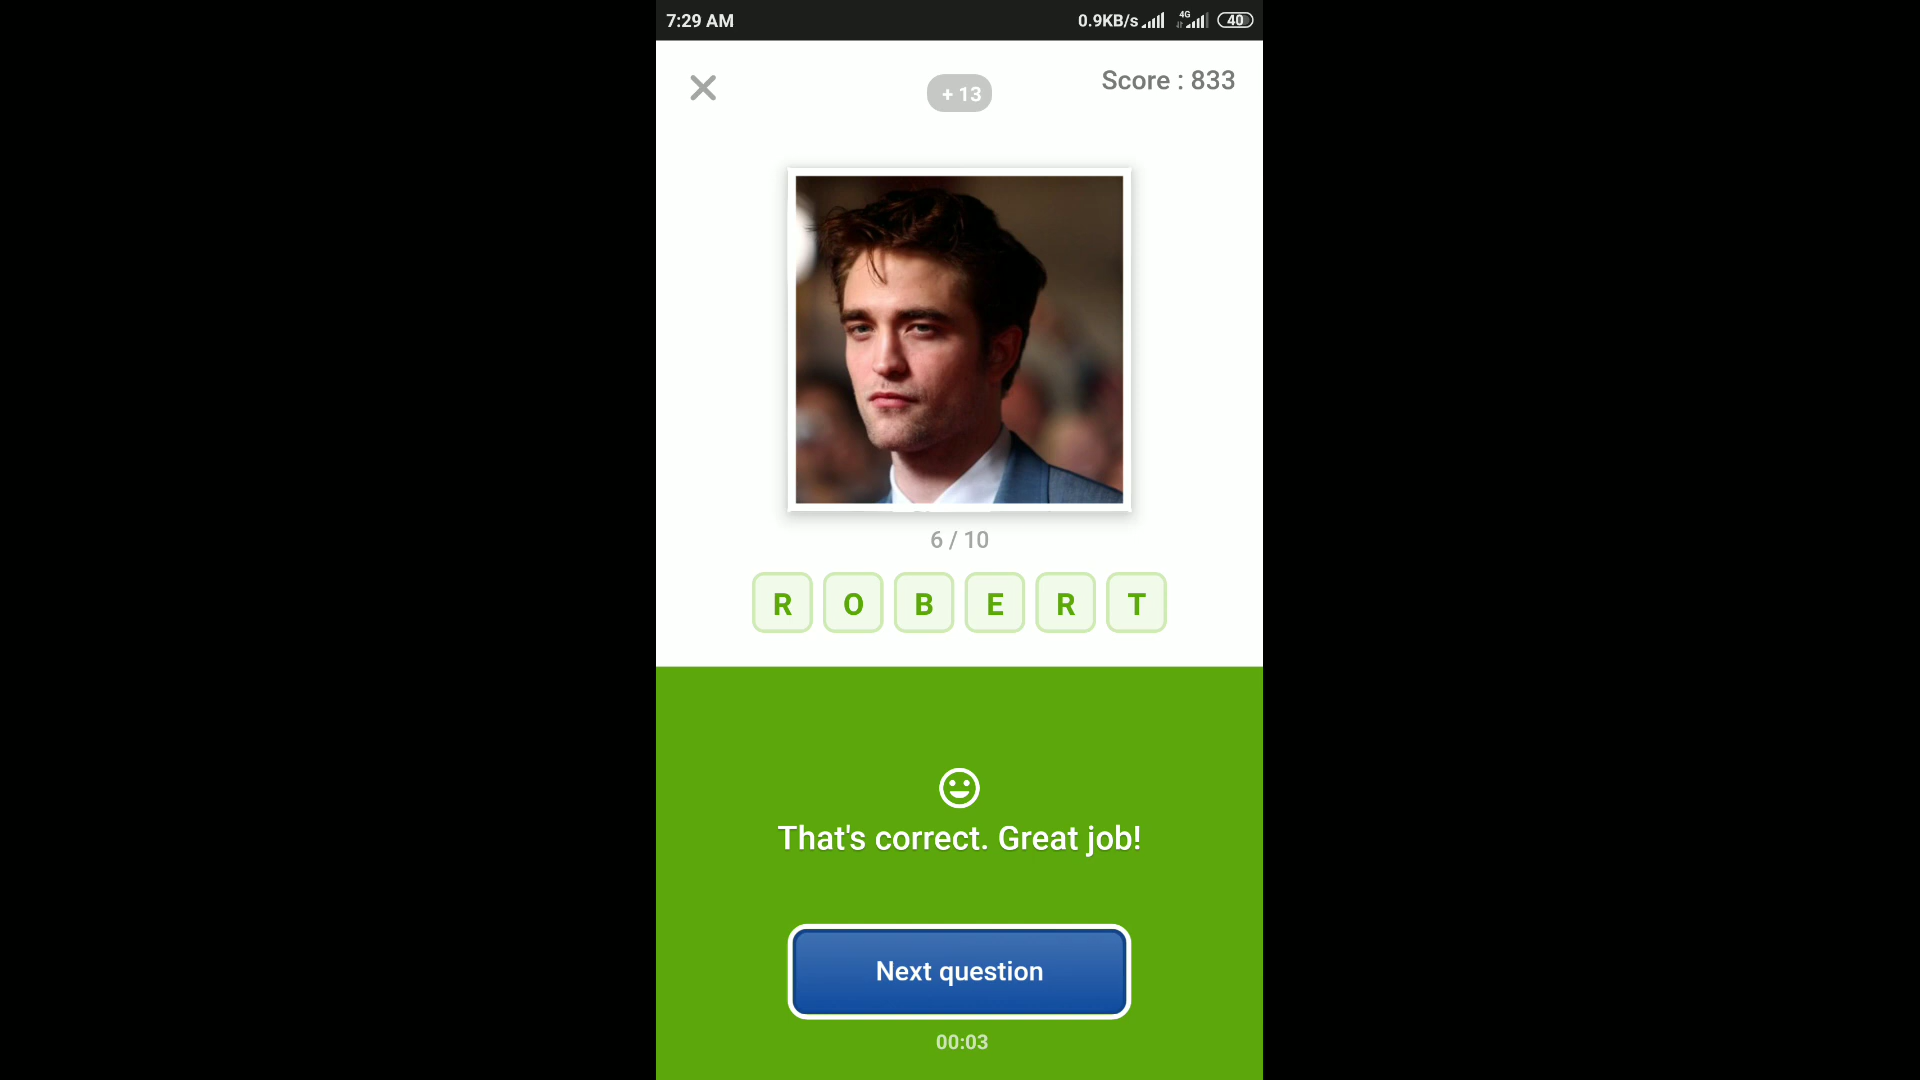 7:29 AM 0.9KB/s 4G 40
+ 13
Score : 833
6 / 10
R O B E R T
That's correct. Great job!
Next question
00:03